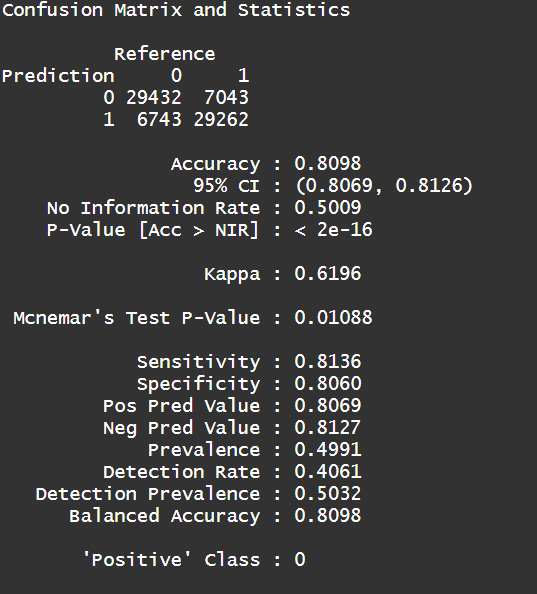 Confusion Matrix and Statistics
Reference
Prediction 0 1
0 29432 7043
1 6743 29262
Accuracy : 0.8098
95% CI : (0.8069, 0.8126)
No Information Rate : 0.5009
P-Value [Acc > NIR] : < 2e-16
Kappa : 0.6196
Mcnemar's Test P-Value : 0.01088
Sensitivity : 0.8136
Specificity : 0.8060
Pos Pred Value : 0.8069
Neg Pred Value : 0.8127
Prevalence : 0.4991
Detection Rate : 0.4061
Detection Prevalence : 0.5032
Balanced Accuracy : 0.8098
'Positive' Class : 0